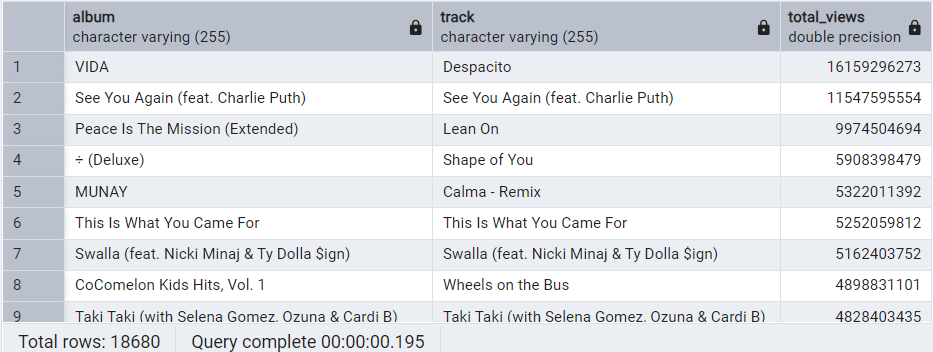 album track total_views
character varying (255) character varying (255) double precision
1 VIDA Despacito 16159296273
2 See You Again (feat. Charlie Puth) See You Again (feat. Charlie Puth) 11547595554
3 Peace Is The Mission (Extended) Lean On 9974504694
4 ÷ (Deluxe) Shape of You 5908398479
5 MUNAY Calma - Remix 5322011392
6 This Is What You Came For This Is What You Came For 5252059812
7 Swalla (feat. Nicki Minaj & Ty Dolla $ign) Swalla (feat. Nicki Minaj & Ty Dolla $ign) 5162403752
8 CoComelon Kids Hits, Vol. 1 Wheels on the Bus 4898831101
9 Taki Taki (with Selena Gomez, Ozuna & Cardi B) Taki Taki (with Selena Gomez, Ozuna & Cardi B) 4828403435
Total rows: 18680 Query complete 00:00:00.195